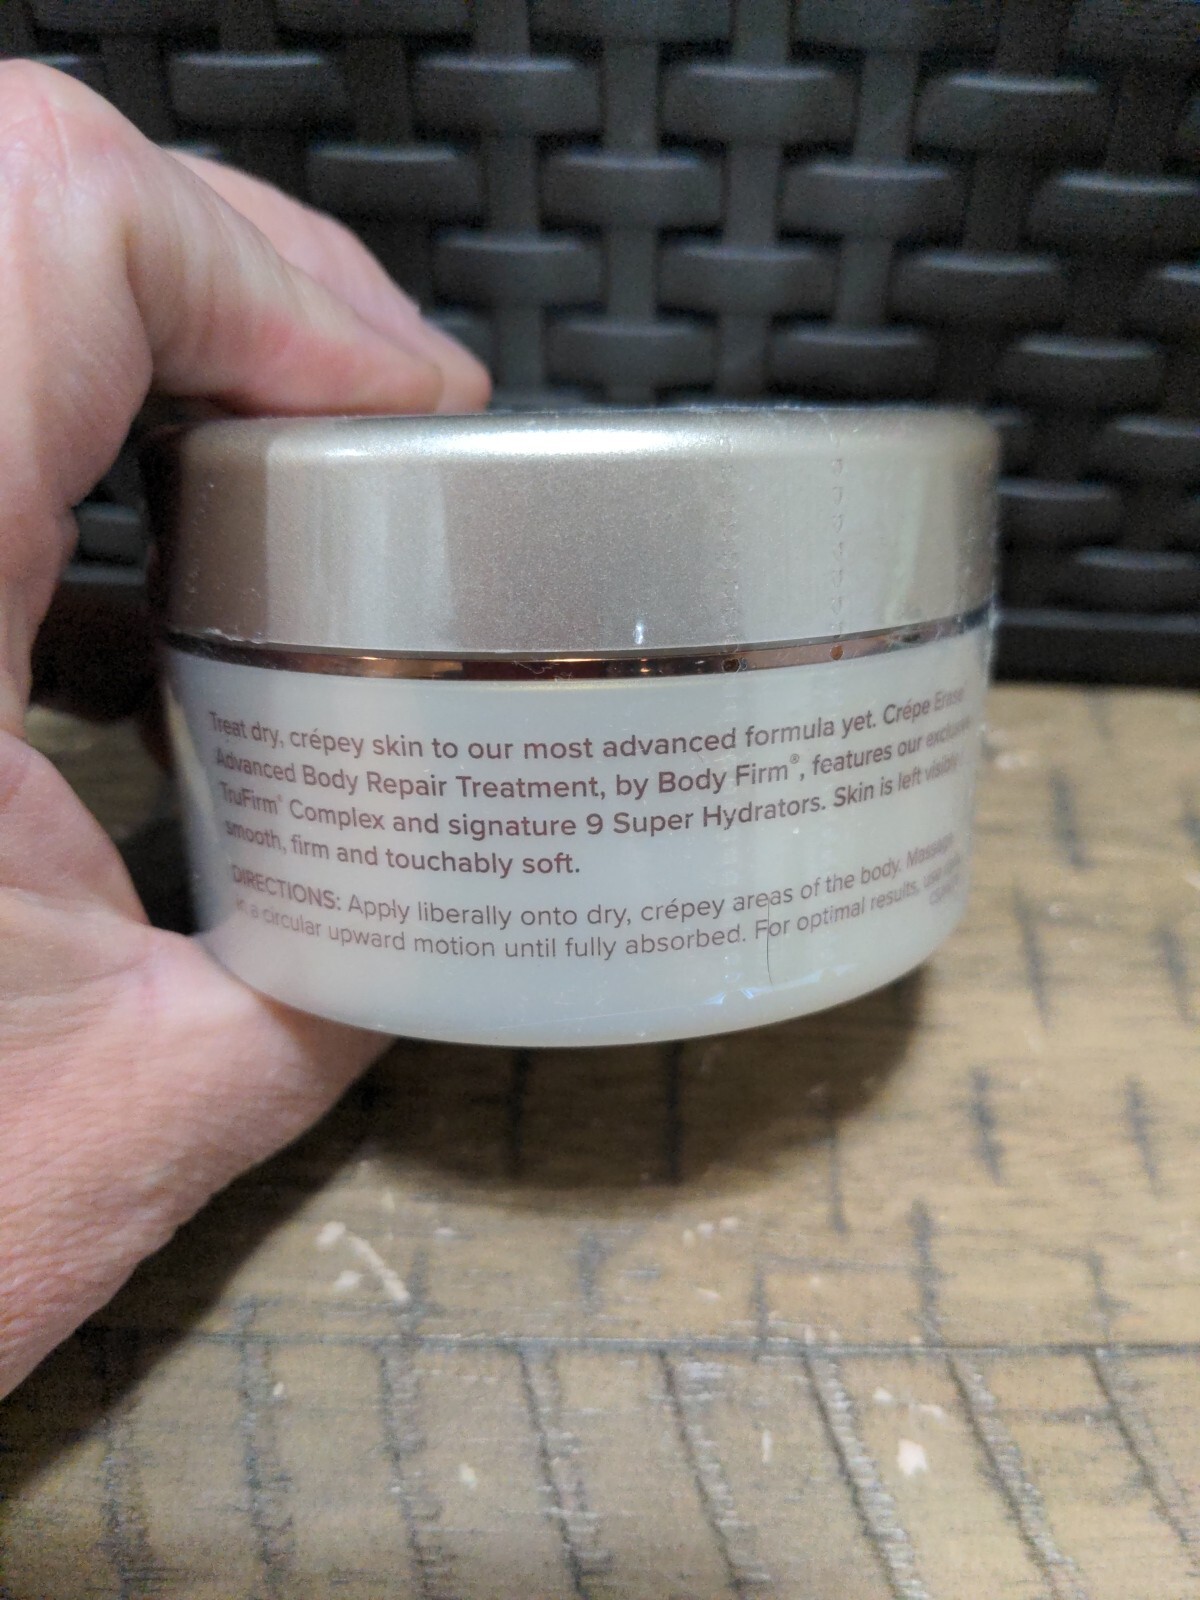 Treat dry, crépey skin to our most advanced formula yet. Crépe Erase
Advanced Body Repair Treatment, by Body Firm®, features our exclusive
TruFirm® Complex and signature 9 Super Hydrators. Skin is left visibly
smooth, firm and touchably soft.
DIRECTIONS: Apply liberally onto dry, crépey areas of the body. Massage
in a circular upward motion until fully absorbed. For optimal results, use